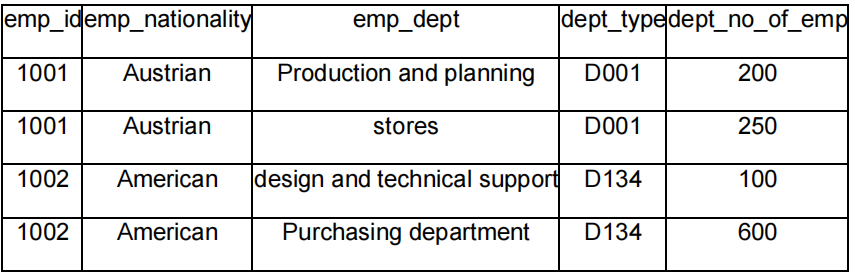 emp_id emp_nationality emp_dept dept_type dept_no_of_emp
1001 Austrian Production and planning D001 200
1001 Austrian stores D001 250
1002 American design and technical support D134 100
1002 American Purchasing department D134 600